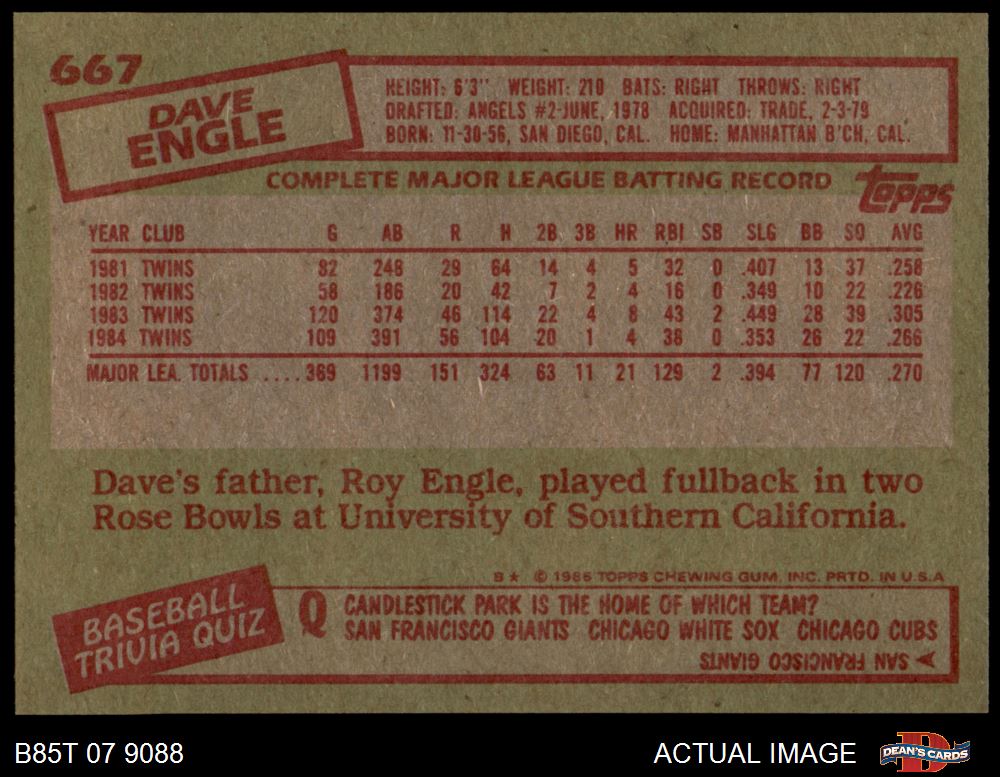 667
DAVE
ENGLE
HEIGHT: 6'3" WEIGHT: 210 BATS: RIGHT THROWS: RIGHT
DRAFTED: ANGELS #2-JUNE, 1978 ACQUIRED: TRADE, 2-3-79
BORN: 11-30-56, SAN DIEGO, CAL. HOME: MANHATTAN B'CH, CAL.
COMPLETE MAJOR LEAGUE BATTING RECORD
topps
YEAR CLUB G AB R H 2B 3B HR RBI SB SLG BB SO AVG
1981 TWINS 82 248 29 64 14 4 5 32 0 .407 13 37 .258
1982 TWINS 58 186 20 42 7 2 4 16 0 .349 10 22 .226
1983 TWINS 120 374 46 114 22 4 8 43 2 .449 28 39 .305
1984 TWINS 109 391 56 104 20 1 4 38 0 .353 26 22 .266
MAJOR LEA. TOTALS .... 369 1199 151 324 63 11 21 129 2 .394 77 120 .270
Dave's father, Roy Engle, played fullback in two
Rose Bowls at University of Southern California.
B★ © 1985 TOPPS CHEWING GUM, INC. PRTD. IN U.S.A
BASEBALL
TRIVIA QUIZ
Q CANDLESTICK PARK IS THE HOME OF WHICH TEAM?
SAN FRANCISCO GIANTS CHICAGO WHITE SOX CHICAGO CUBS
A SAN FRANCISCO GIANTS
B85T 07 9088
ACTUAL IMAGE
DEAN'S CARDS